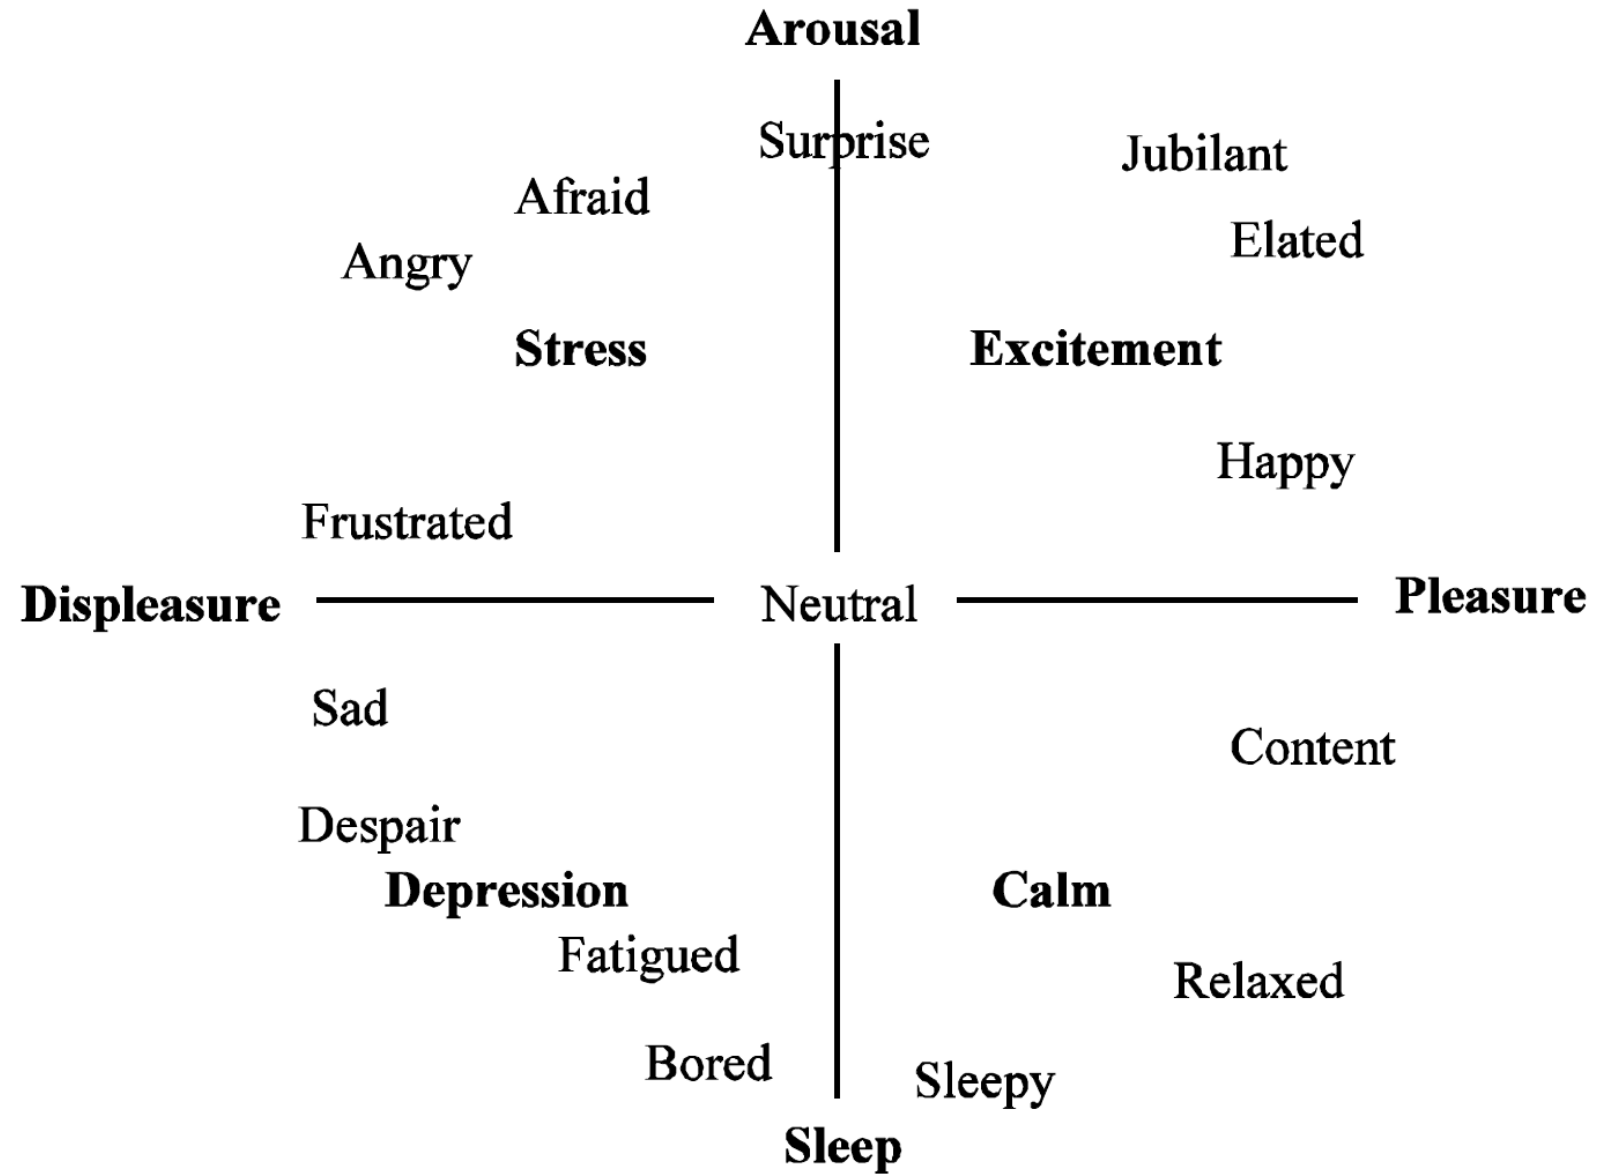 Arousal
Surprise
Jubilant
Afraid
Elated
Angry
Stress
Excitement
Happy
Frustrated
Displeasure
Neutral
Pleasure
Sad
Content
Despair
Depression
Calm
Fatigued
Relaxed
Bored
Sleepy
Sleep